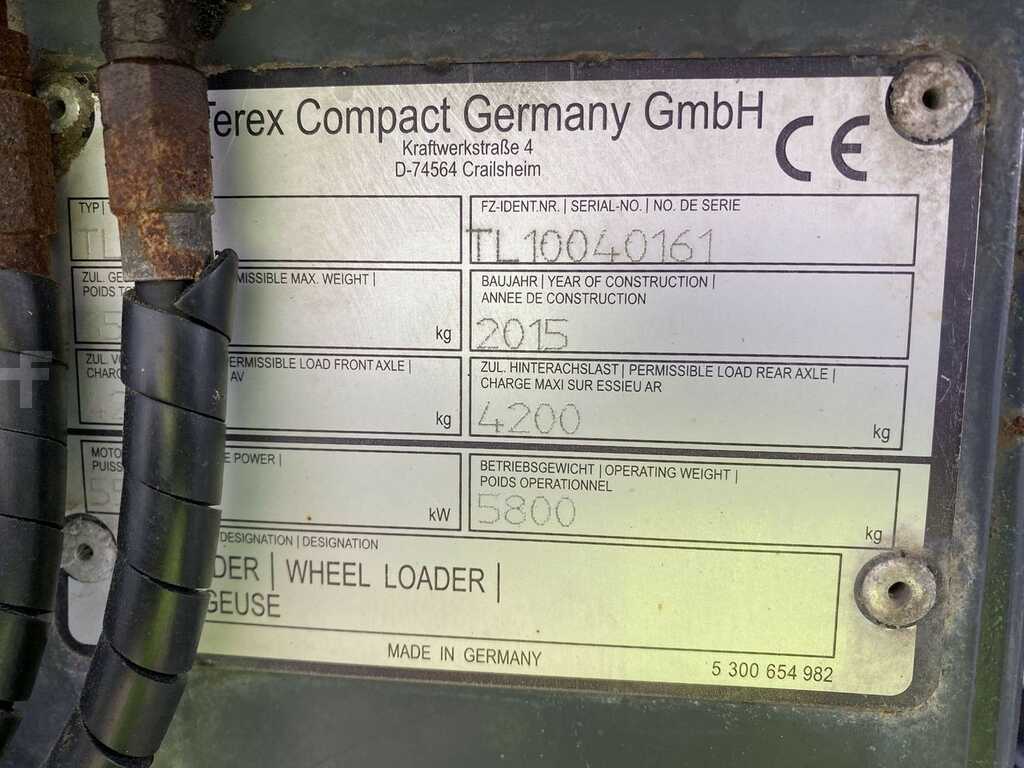 Terex Compact Germany GmbH
Kraftwerkstraße 4
D-74564 Crailsheim
CE
TYP |
FZ-IDENT.NR. | SERIAL-NO. | NO. DE SERIE
TL
TL10040161
ZUL. GE
RMISSIBLE MAX. WEIGHT |
POIDS TO
kg
BAUJAHR | YEAR OF CONSTRUCTION |
ANNEE DE CONSTRUCTION
2015
ZUL. VO
PERMISSIBLE LOAD FRONT AXLE |
CHARG
AV
kg
ZUL. HINTERACHSLAST | PERMISSIBLE LOAD REAR AXLE |
CHARGE MAXI SUR ESSIEU AR
4200
kg
MOTO
E POWER |
PUISS
kW
BETRIEBSGEWICHT | OPERATING WEIGHT |
POIDS OPERATIONNEL
5800
kg
DESIGNATION | DESIGNATION
DER | WHEEL LOADER |
GEUSE
MADE IN GERMANY
5 300 654 982